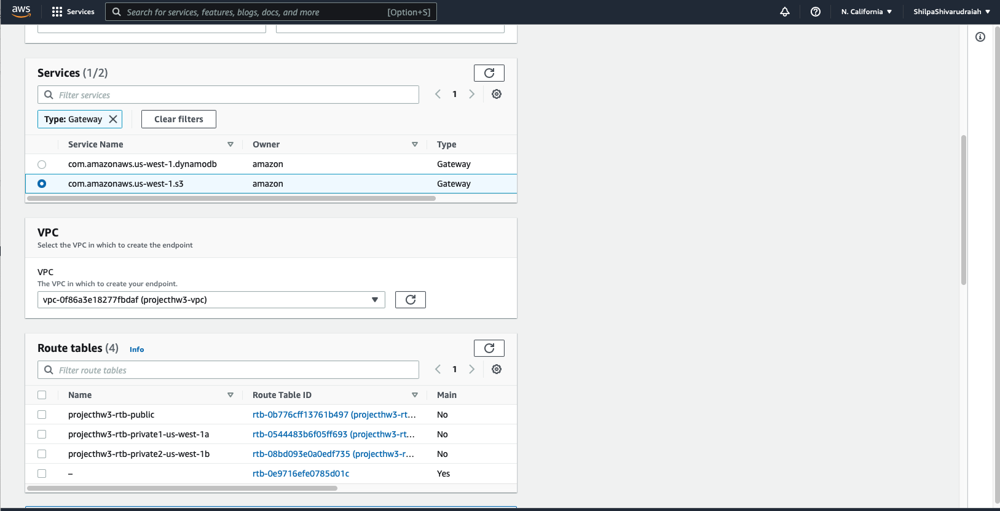 aws Services Search for services, features, blogs, docs, and more [Option+S] N. California ShilpaShivarudraiah
Services (1/2)
Filter services 1
Type: Gateway Clear filters
Service Name Owner Type
com.amazonaws.us-west-1.dynamodb amazon Gateway
com.amazonaws.us-west-1.s3 amazon Gateway
VPC
Select the VPC in which to create the endpoint
VPC
The VPC in which to create your endpoint.
vpc-0f86a3e18277fbdaf (projecthw3-vpc)
Route tables (4) Info
Filter route tables 1
Name Route Table ID Main
projecthw3-rtb-public rtb-0b776cff13761b497 (projecthw3-rt... No
projecthw3-rtb-private1-us-west-1a rtb-0544483b6f05ff693 (projecthw3-rt... No
projecthw3-rtb-private2-us-west-1b rtb-08bd093e0a0edf735 (projecthw3-r... No
– rtb-0e9716efe0785d01c Yes